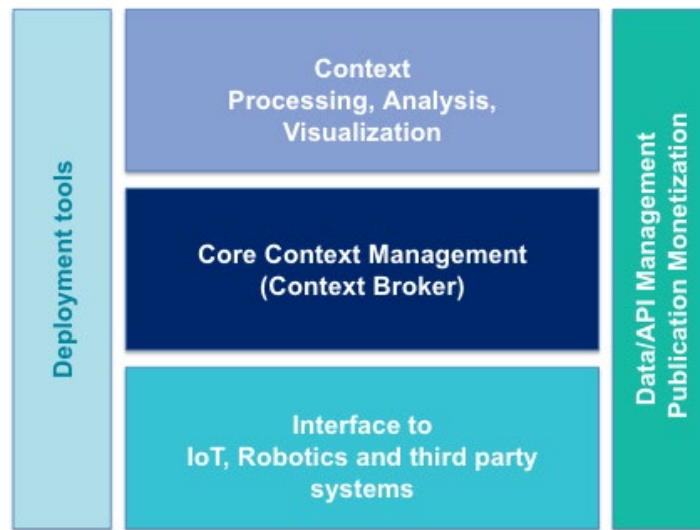 Deployment tools
Context
Processing, Analysis,
Visualization
Core Context Management
(Context Broker)
Interface to
IoT, Robotics and third party
systems
Data/API Management
Publication Monetization